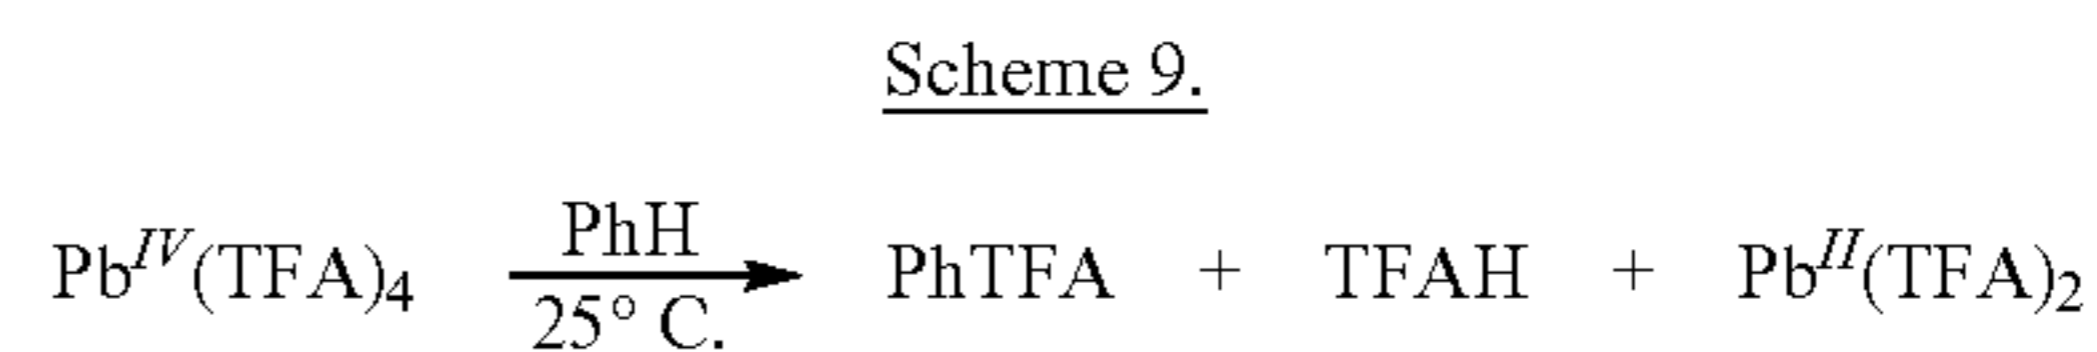 Scheme 9.
PhH
Pb^IV(TFA)₄ → PhTFA + TFAH + Pb^II(TFA)₂
25° C.